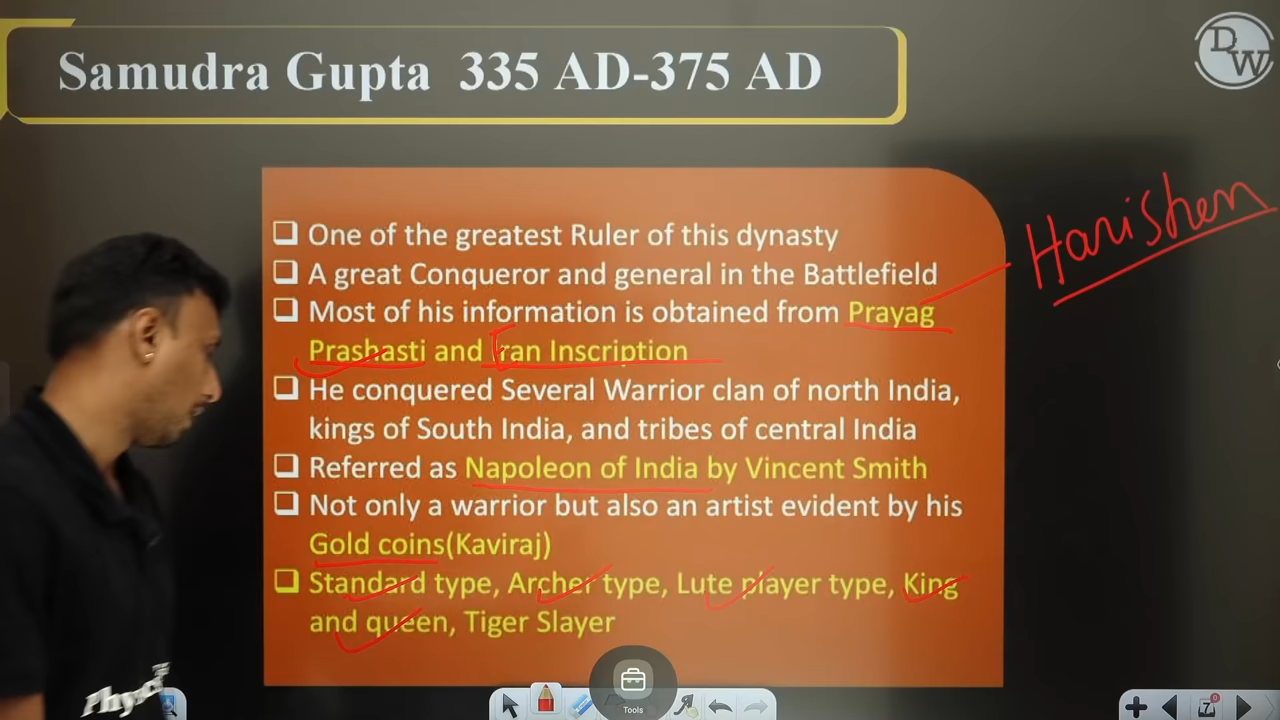 Samudra Gupta 335 AD-375 AD
DW
Harishen
❑ One of the greatest Ruler of this dynasty
❑ A great Conqueror and general in the Battlefield
❑ Most of his information is obtained from Prayag
Prashasti and Eran Inscription
❑ He conquered Several Warrior clan of north India,
kings of South India, and tribes of central India
❑ Referred as Napoleon of India by Vincent Smith
❑ Not only a warrior but also an artist evident by his
Gold coins(Kaviraj)
❑ Standard type, Archer type, Lute player type, King
and queen, Tiger Slayer
Tools
7